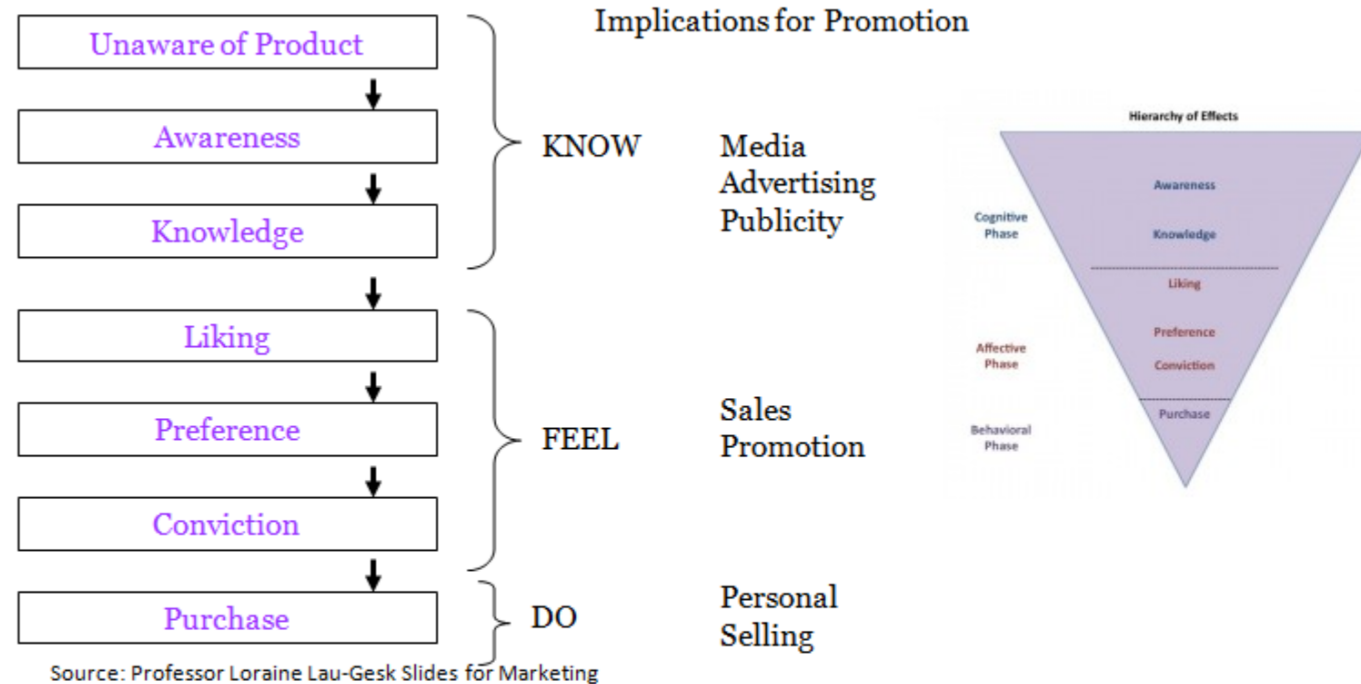 Implications for Promotion
Unaware of Product
Awareness
Knowledge
Liking
Preference
Conviction
Purchase
KNOW
FEEL
DO
Media
Advertising
Publicity
Sales
Promotion
Personal
Selling
Hierarchy of Effects
Cognitive
Phase
Affective
Phase
Behavioral
Phase
Awareness
Knowledge
Liking
Preference
Conviction
Purchase
Source: Professor Loraine Lau-Gesk Slides for Marketing